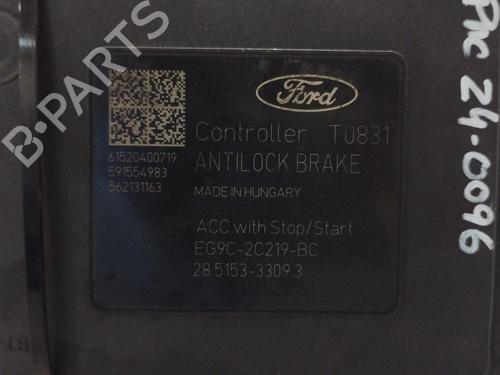 Ford
Controller T0831
ANTILOCK BRAKE
MADE IN HUNGARY
ACC with Stop/Start
EG9C-2C219-BC
28.5153-3309.3
61520400719
591554983
562131163
24-0096
B-PARTS